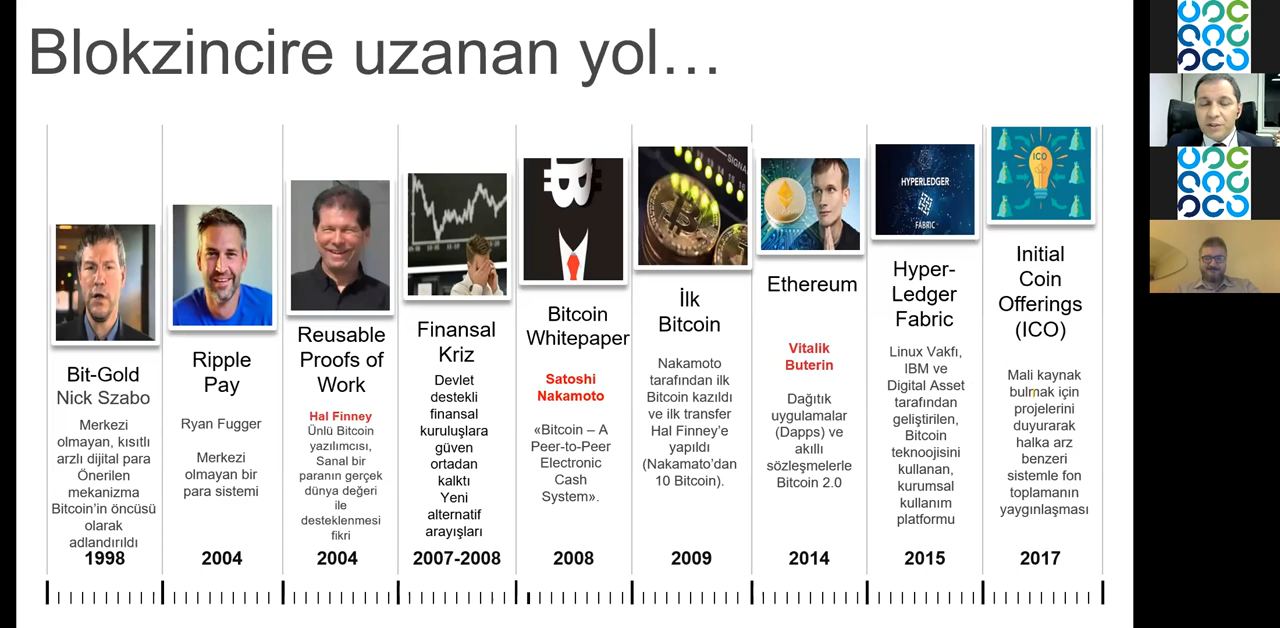 Blokzincire uzanan yol…
Bit-Gold
Nick Szabo
Merkezi
olmayan, kısıtlı
arzlı dijital para
Önerilen
mekanizma
Bitcoin’in öncüsü
olarak
adlandırıldı
1998
Ripple
Pay
Ryan Fugger
Merkezi
olmayan bir
para sistemi
2004
Reusable
Proofs of
Work
Hal Finney
Ünlü Bitcoin
yazılımcısı,
Sanal bir
paranın gerçek
dünya değeri
ile
desteklenmesi
fikri
2004
Finansal
Kriz
Devlet
destekli
finansal
kuruluşlara
güven
ortadan
kalktı
Yeni
alternatif
arayışları
2007-2008
Bitcoin
Whitepaper
Satoshi
Nakamoto
«Bitcoin – A
Peer-to-Peer
Electronic
Cash
System».
2008
SIGNA
İlk
Bitcoin
Nakamoto
tarafından ilk
Bitcoin kazıldı
ve ilk transfer
Hal Finney’e
yapıldı
(Nakamato’dan
10 Bitcoin).
2009
Ethereum
Vitalik
Buterin
Dağıtık
uygulamalar
(Dapps) ve
akıllı
sözleşmelerle
Bitcoin 2.0
2014
HYPERLEDGER
FABRIC
Hyper-
Ledger
Fabric
Linux Vakfı,
IBM ve
Digital Asset
tarafından
geliştirilen,
Bitcoin
teknoojisini
kullanan,
kurumsal
kullanım
platformu
2015
ICO
Initial
Coin
Offerings
(ICO)
Mali kaynak
bulmak için
projelerini
duyurarak
halka arz
benzeri
sistemle fon
toplamanın
yaygınlaşması
2017